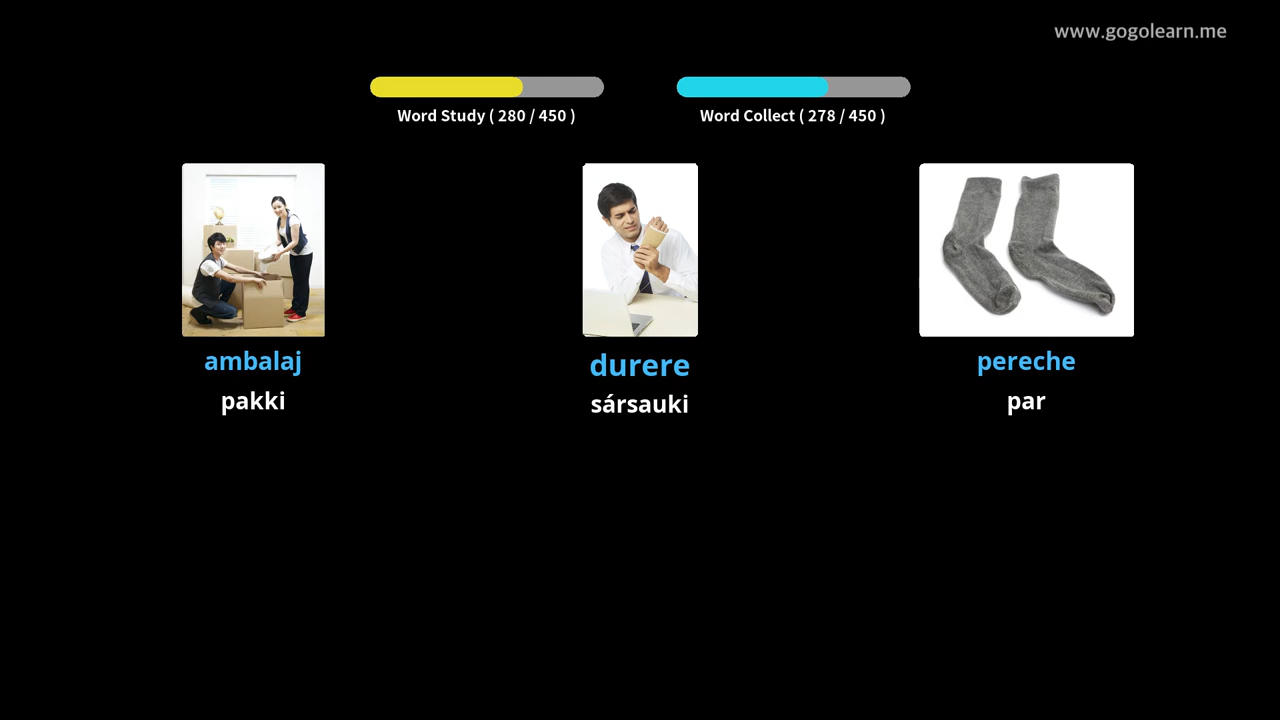 www.gogolearn.me
Word Study ( 280 / 450 )
Word Collect ( 278 / 450 )
ambalaj
pakki
durere
sársauki
pereche
par